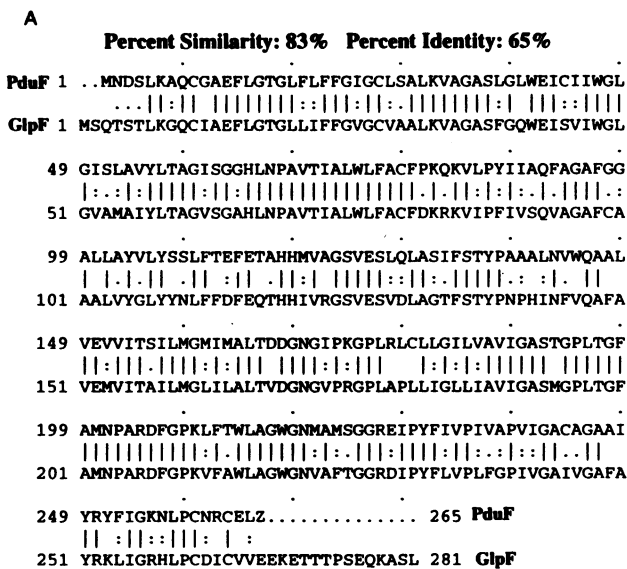 A
Percent Similarity: 83% Percent Identity: 65%
PduF 1 ..MNDSLKAQCGAEFLGTGLFLFFGIGCLSALKVAGASLGLWEICIIWGL
GlpF 1 MSQTSTLKGQCIAEFLGTGLLIFFGVGCVAALKVAGASFGQWEISVIWGL
49 GISLAVYLTAGISGGHLNPAVTIALWLFACFPKQKVLPYIIAQFAGAFGG
51 GVAMAIYLTAGVSGAHLNPAVTIALWLFACFDKRKVIPFIVSQVAGAFCA
99 ALLAYVLYSSLFTEFETAHHMVAGSVESLQLASIFSTYPAAALNVWQAAL
101 AALVYGLYYNLFFDFEQTHHIVRGSVESVDLAGTFSTYPNPHINFVQAFA
149 VEVVITSILMGMIMALTDDGNGIPKGPLRLCLLGILVAVIGASTGPLTGF
151 VEMVITAILMGLILALTVDGNGVPRGPLAPLLIGLLIAVIGASMGPLTGF
199 AMNPARDFGPKLFTWLAGWGNMAMSGGREIPYFIVPIVAPVIGACAGAAI
201 AMNPARDFGPKVFAWLAGWGNVAFTGGRDIPYFLVPLFGPIVGAIVGAFA
249 YRYFIGKNLPCNRCELZ.............. 265 PduF
251 YRKLIGRHLPCDICVVEEKETTTPSEQKASL 281 GlpF